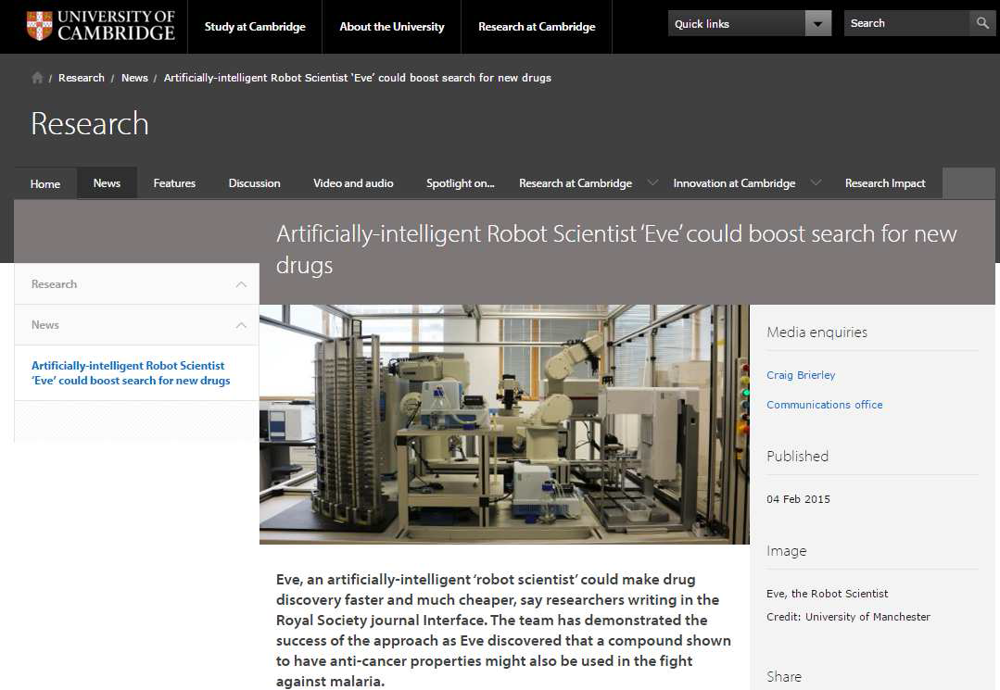 UNIVERSITY OF
CAMBRIDGE
Study at Cambridge
About the University
Research at Cambridge
Quick links
Search
/ Research / News / Artificially-intelligent Robot Scientist ‘Eve’ could boost search for new drugs
Research
Home
News
Features
Discussion
Video and audio
Spotlight on...
Research at Cambridge
Innovation at Cambridge
Research Impact
Artificially-intelligent Robot Scientist ‘Eve’ could boost search for new
drugs
Research
News
Artificially-intelligent Robot Scientist
‘Eve’ could boost search for new drugs
Eve, an artificially-intelligent ‘robot scientist’ could make drug
discovery faster and much cheaper, say researchers writing in the
Royal Society journal Interface. The team has demonstrated the
success of the approach as Eve discovered that a compound shown
to have anti-cancer properties might also be used in the fight
against malaria.
Media enquiries
Craig Brierley
Communications office
Published
04 Feb 2015
Image
Eve, the Robot Scientist
Credit: University of Manchester
Share